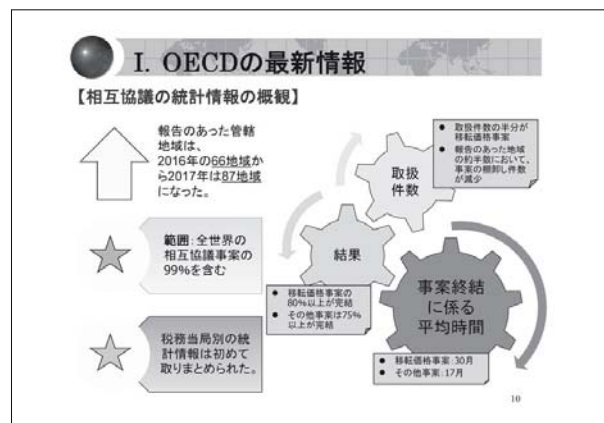 I. OECDの最新情報
【相互協議の統計情報の概観】
報告のあった管轄
地域は、
2016年の66地域か
ら2017年は87地域
になった。
範囲：全世界の
相互協議事案の
99％を含む
税務当局別の統
計情報は初めて
取りまとめられた。
● 取扱件数の半分が
移転価格事案
● 報告のあった地域
の約半数において、
事案の棚卸し件数
が減少
取扱
件数
結果
● 移転価格事案の
80％以上が完結
● その他事案は75％
以上が完結
事案終結
に係る
平均時間
● 移転価格事案：30月
● その他事案：17月
10